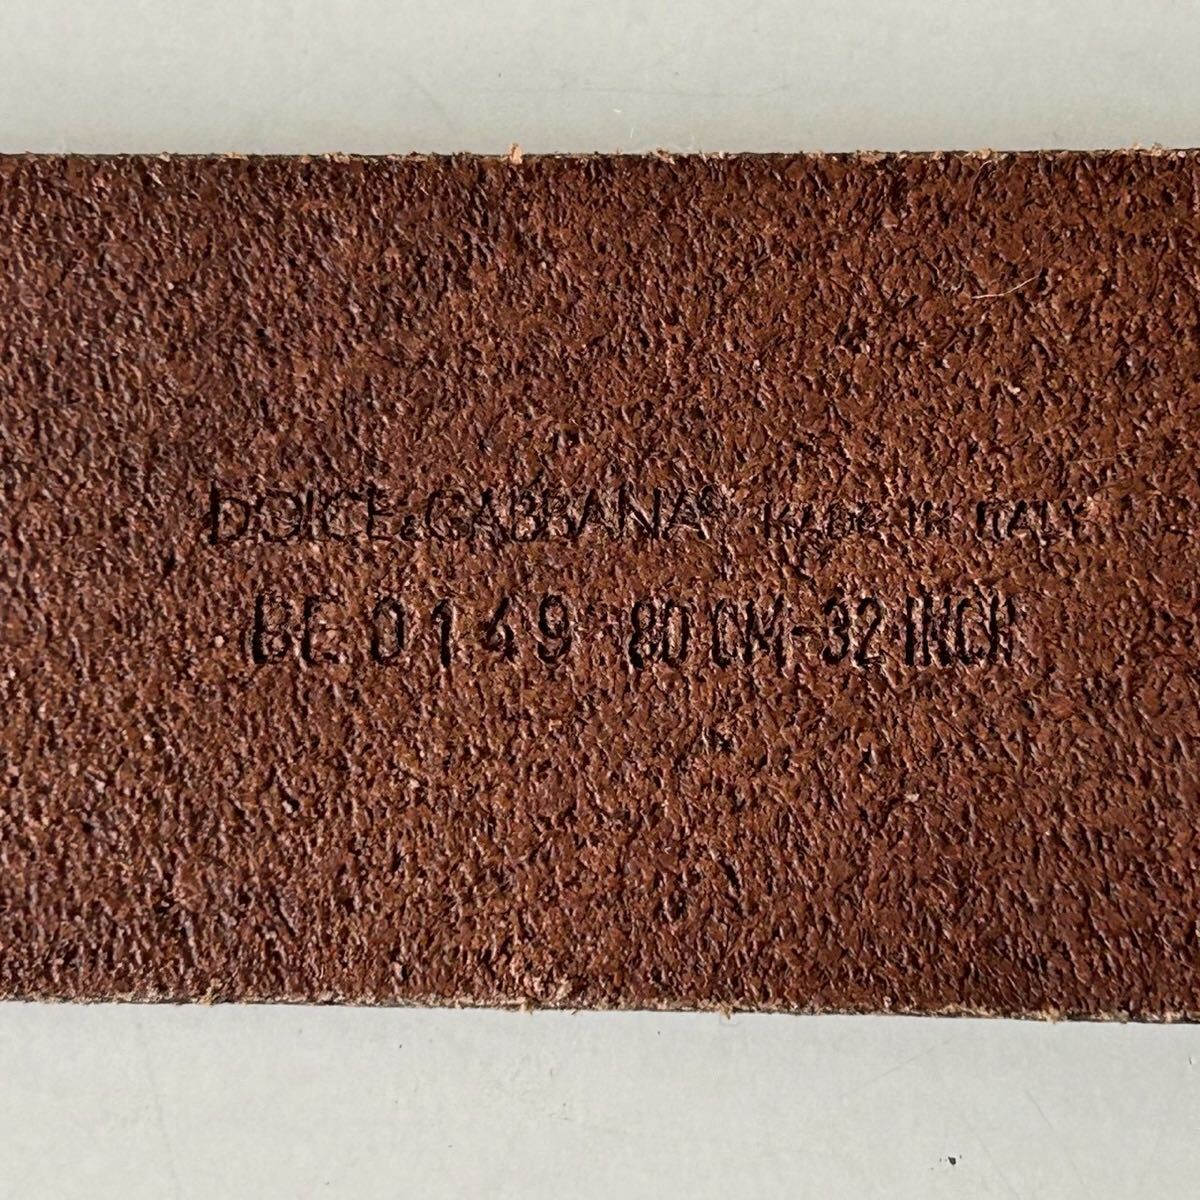 DOLCE&GABBANA® MADE IN ITALY
BE 0149 80 CM-32 INCH